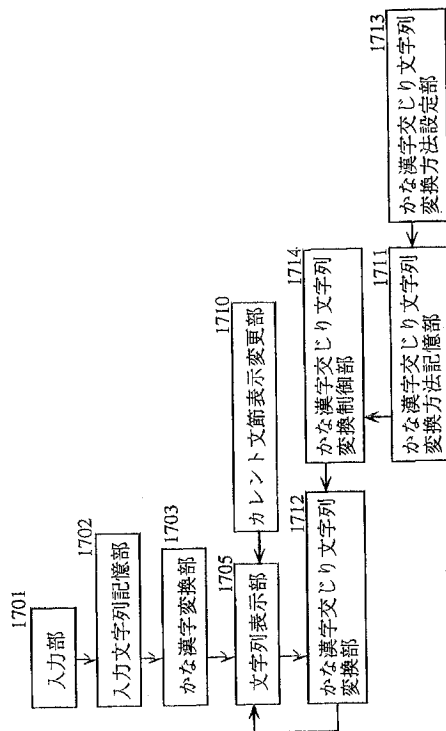 1701
入力部
1702
入力文字列記憶部
1703
かな漢字変換部
1705
文字列表示部
1710
カレント文節表示変更部
1712
かな漢字交じり文字列
変換部
1714
かな漢字交じり文字列
変換制御部
1711
かな漢字交じり文字列
変換方法記憶部
1713
かな漢字交じり文字列
変換方法設定部